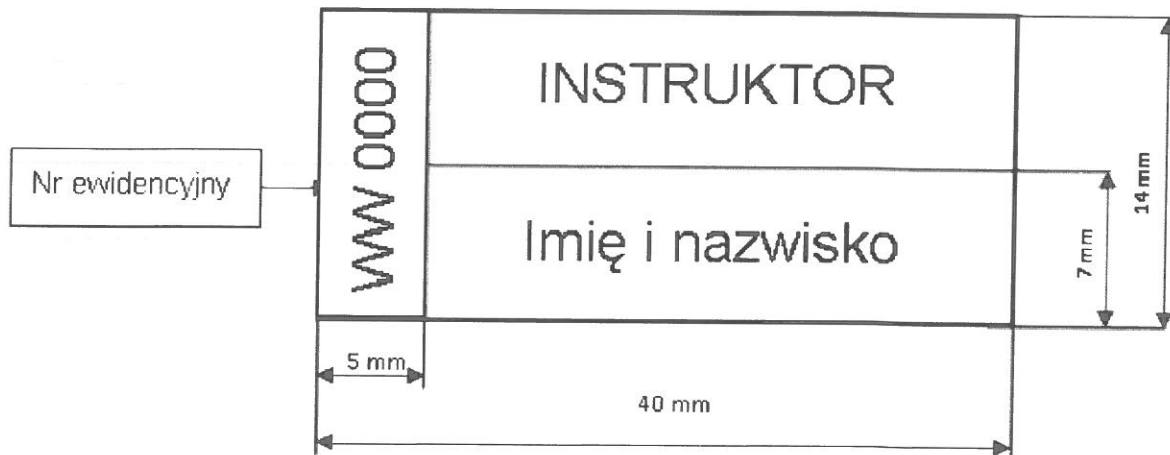 WW 0000
INSTRUKTOR
Nr ewidencyjny
Imię i nazwisko
14 mm
7 mm
5 mm
40 mm